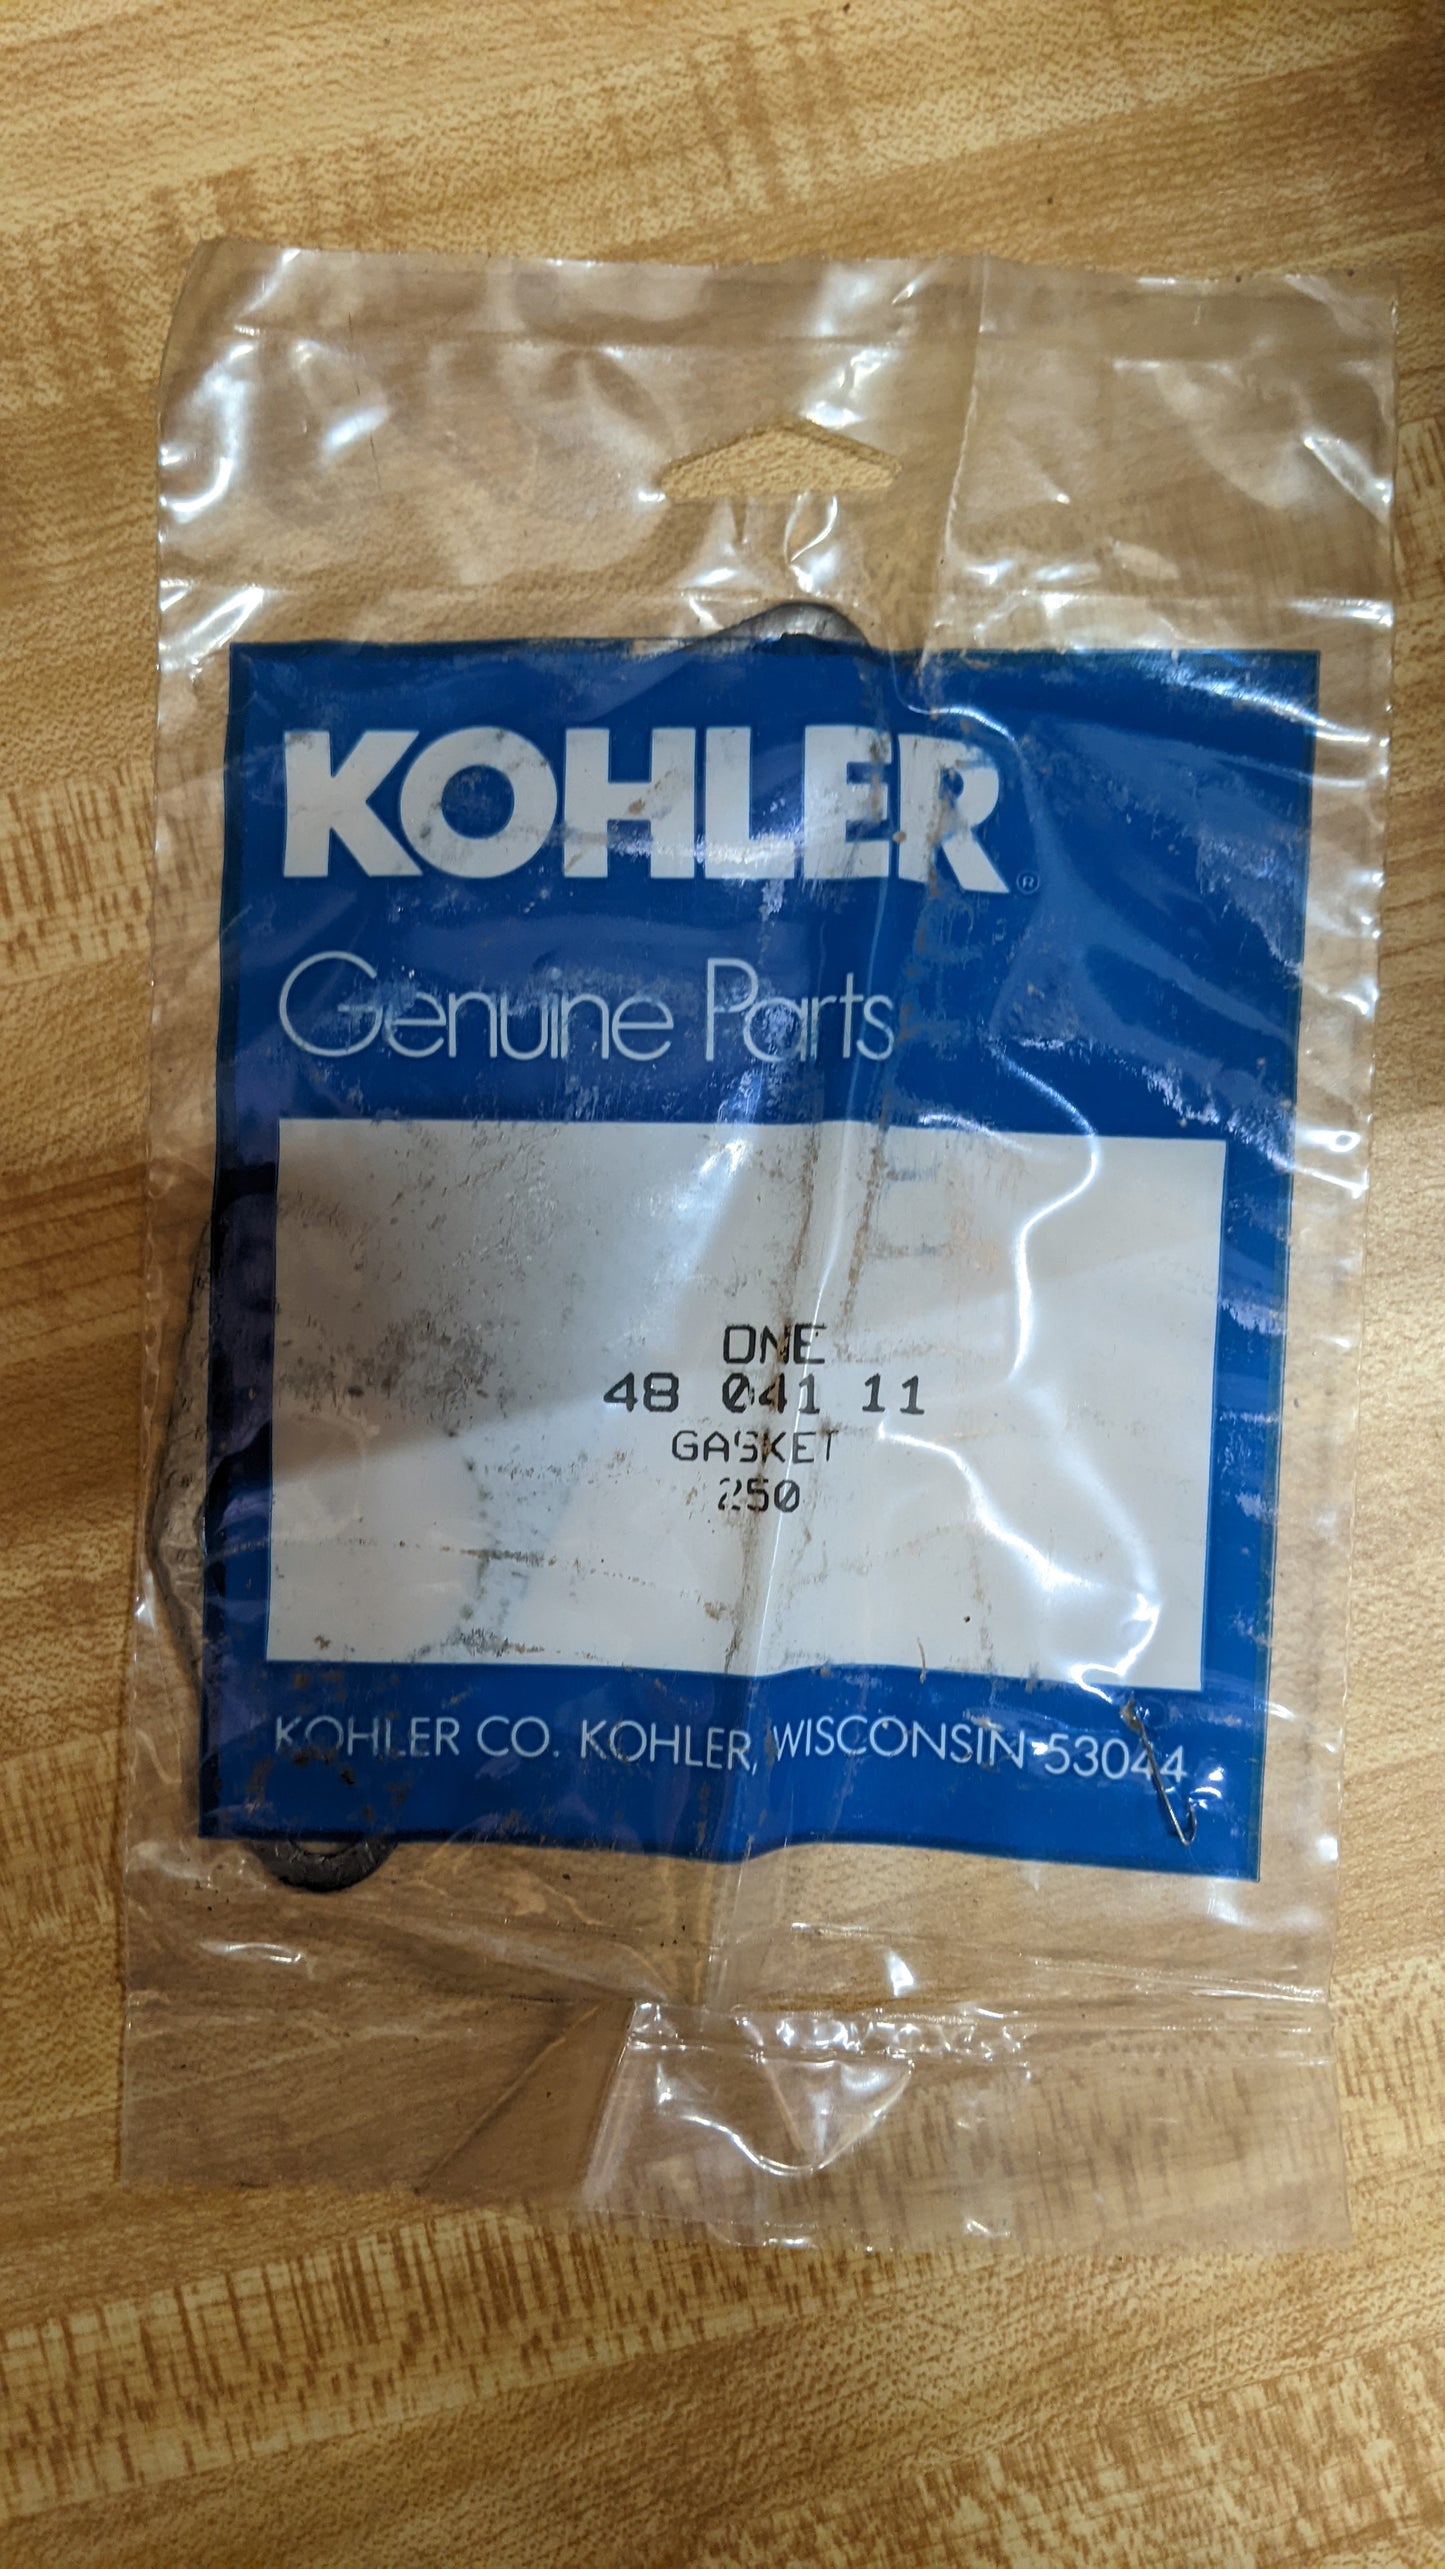 KOHLER®
Genuine Parts
ONE
48 041 11
GASKET
250
KOHLER CO. KOHLER, WISCONSIN 53044